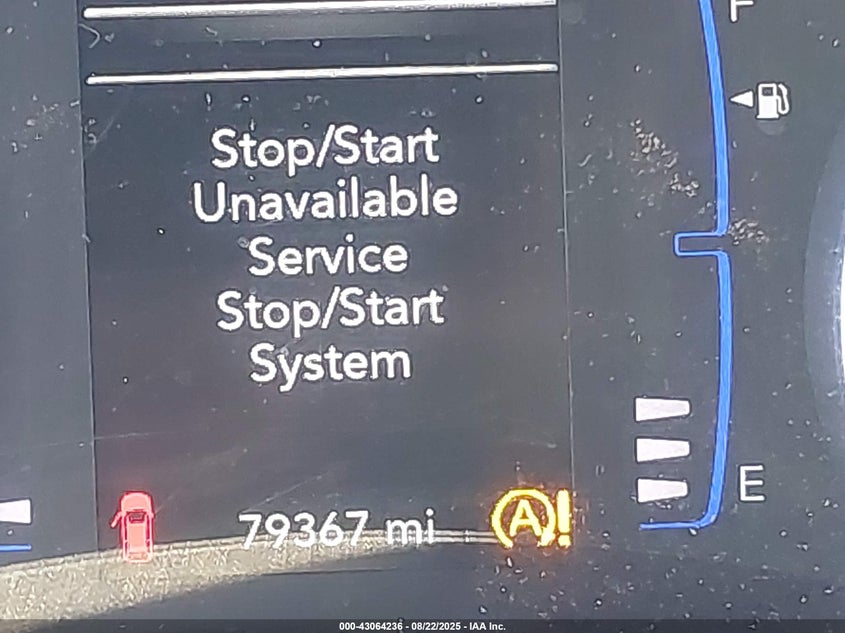 F
Stop/Start
Unavailable
Service
Stop/Start
System
E
79367 mi
A!
000-43064236 - 08/22/2025 - IAA Inc.